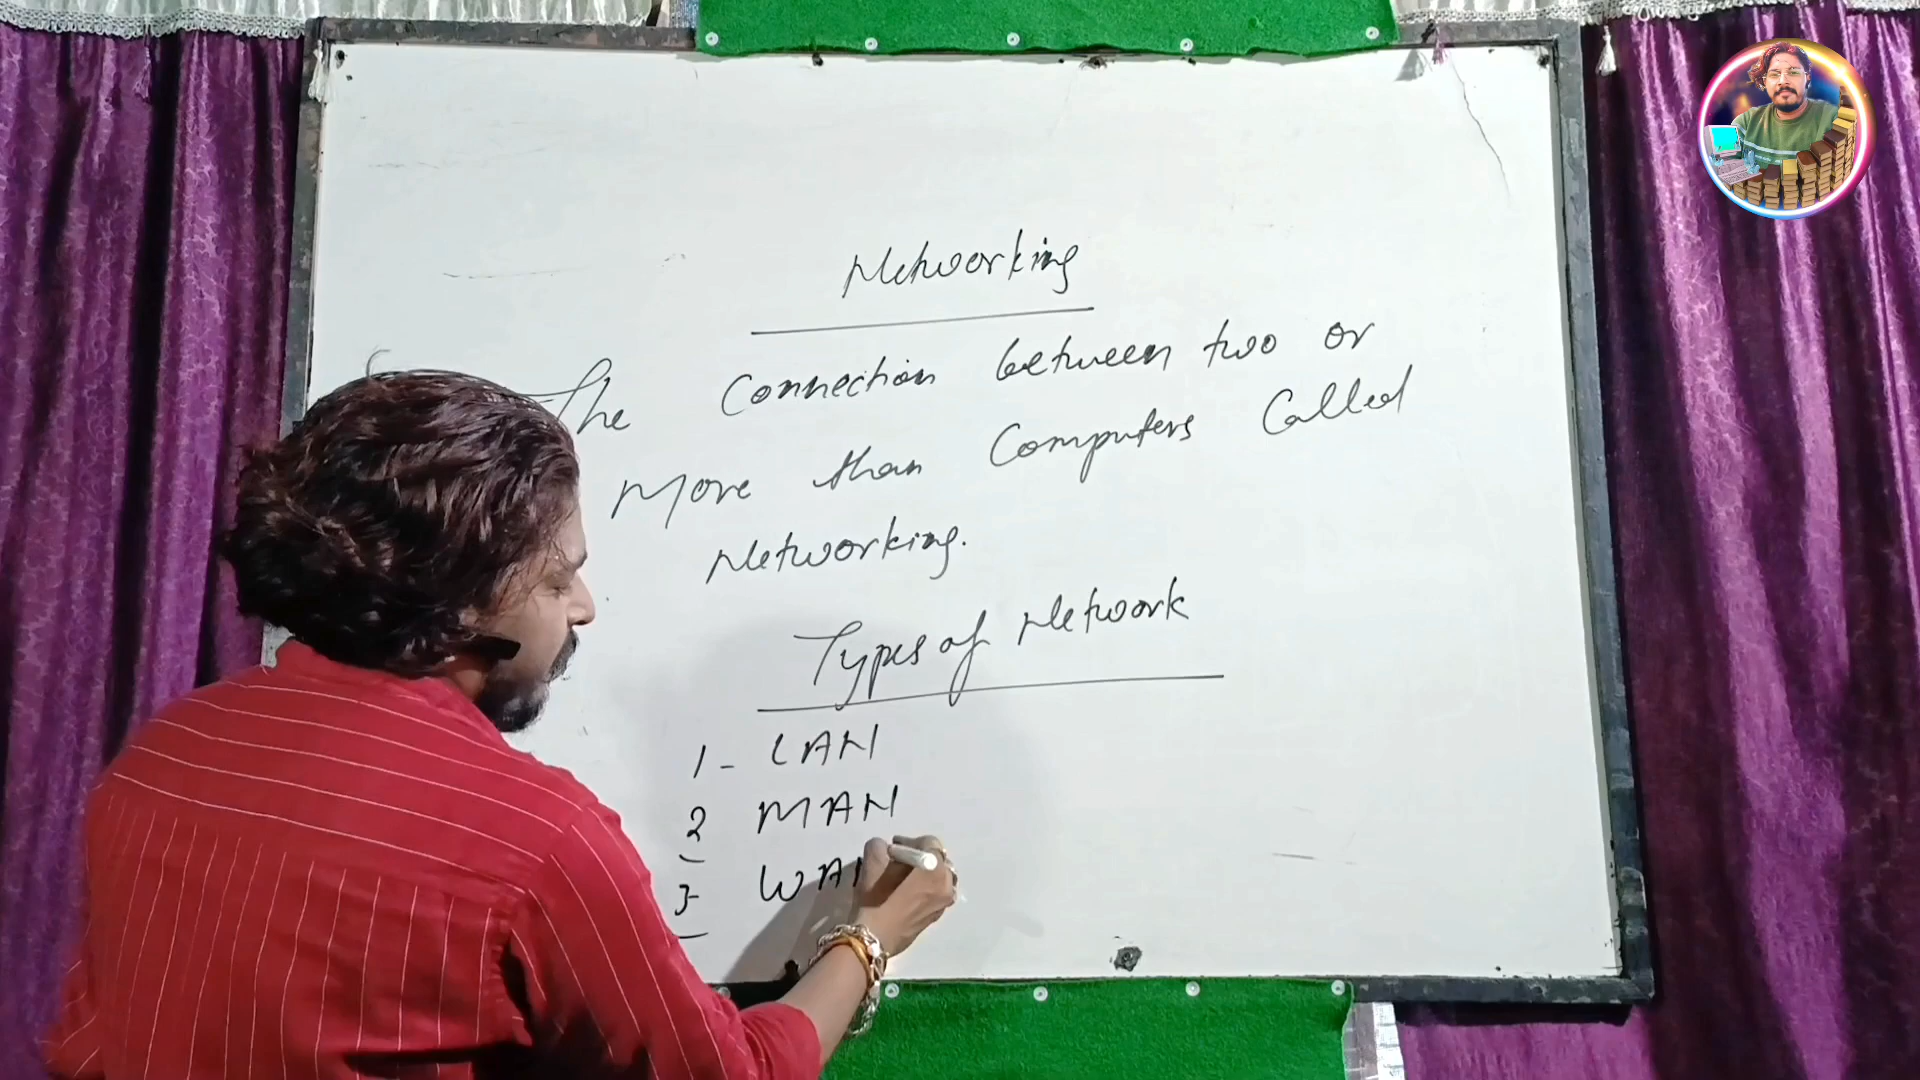 Networking
The Connection between two or
More than Computers Called
Networking.
Types of Network
1- LAN
2 MAN
3- WAN